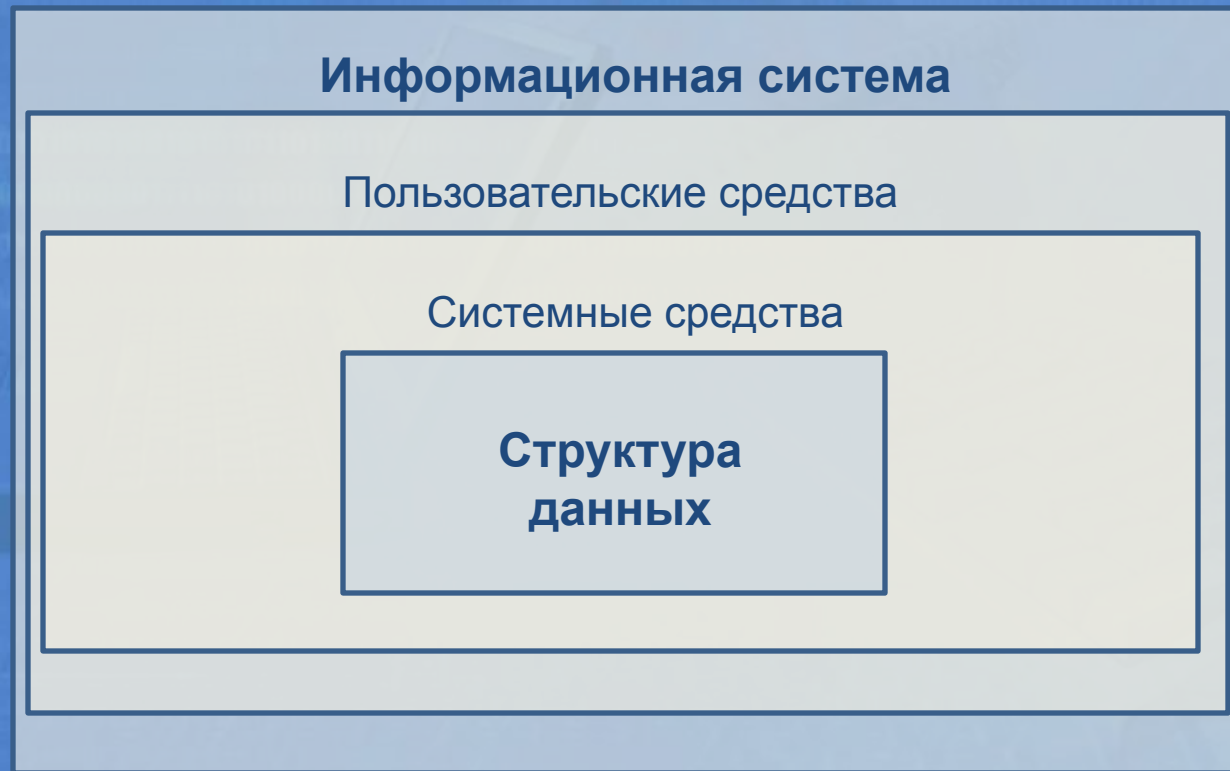 Информационная система
Пользовательские средства
Системные средства
Структура
данных